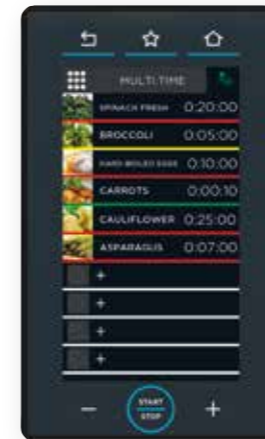 MULTI TIME
SPINACH FRESH 0:20:00
BROCCOLI 0:05:00
HARD BOILED EGGS 0:10:00
CARROTS 0:00:10
CAULIFLOWER 0:25:00
ASPARAGUS 0:07:00
+
+
+
+
− START STOP +